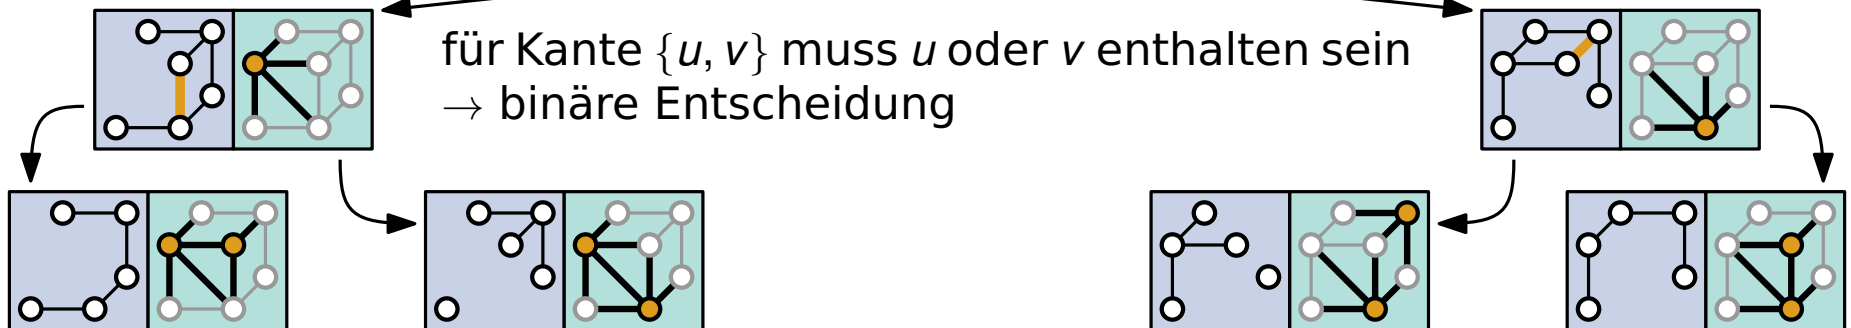 für Kante {u, v} muss u oder v enthalten sein
→ binäre Entscheidung